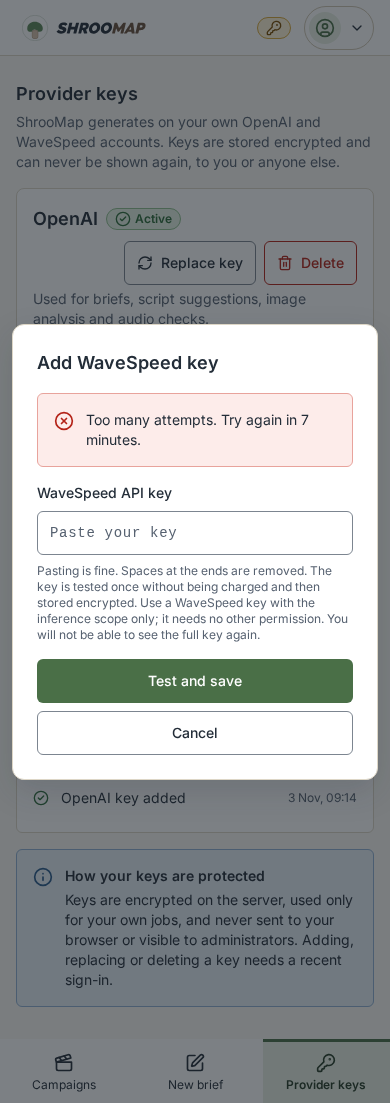 SHROOMAP
Provider keys
ShrooMap generates on your own OpenAI and
WaveSpeed accounts. Keys are stored encrypted and
can never be shown again, to you or anyone else.
OpenAI
Active
Replace key
Delete
Used for briefs, script suggestions, image
analysis and audio checks.
Add WaveSpeed key
Too many attempts. Try again in 7
minutes.
WaveSpeed API key
Paste your key
Pasting is fine. Spaces at the ends are removed. The
key is tested once without being charged and then
stored encrypted. Use a WaveSpeed key with the
inference scope only; it needs no other permission. You
will not be able to see the full key again.
Test and save
Cancel
OpenAI key added
3 Nov, 09:14
How your keys are protected
Keys are encrypted on the server, used only
for your own jobs, and never sent to your
browser or visible to administrators. Adding,
replacing or deleting a key needs a recent
sign-in.
Campaigns
New brief
Provider keys